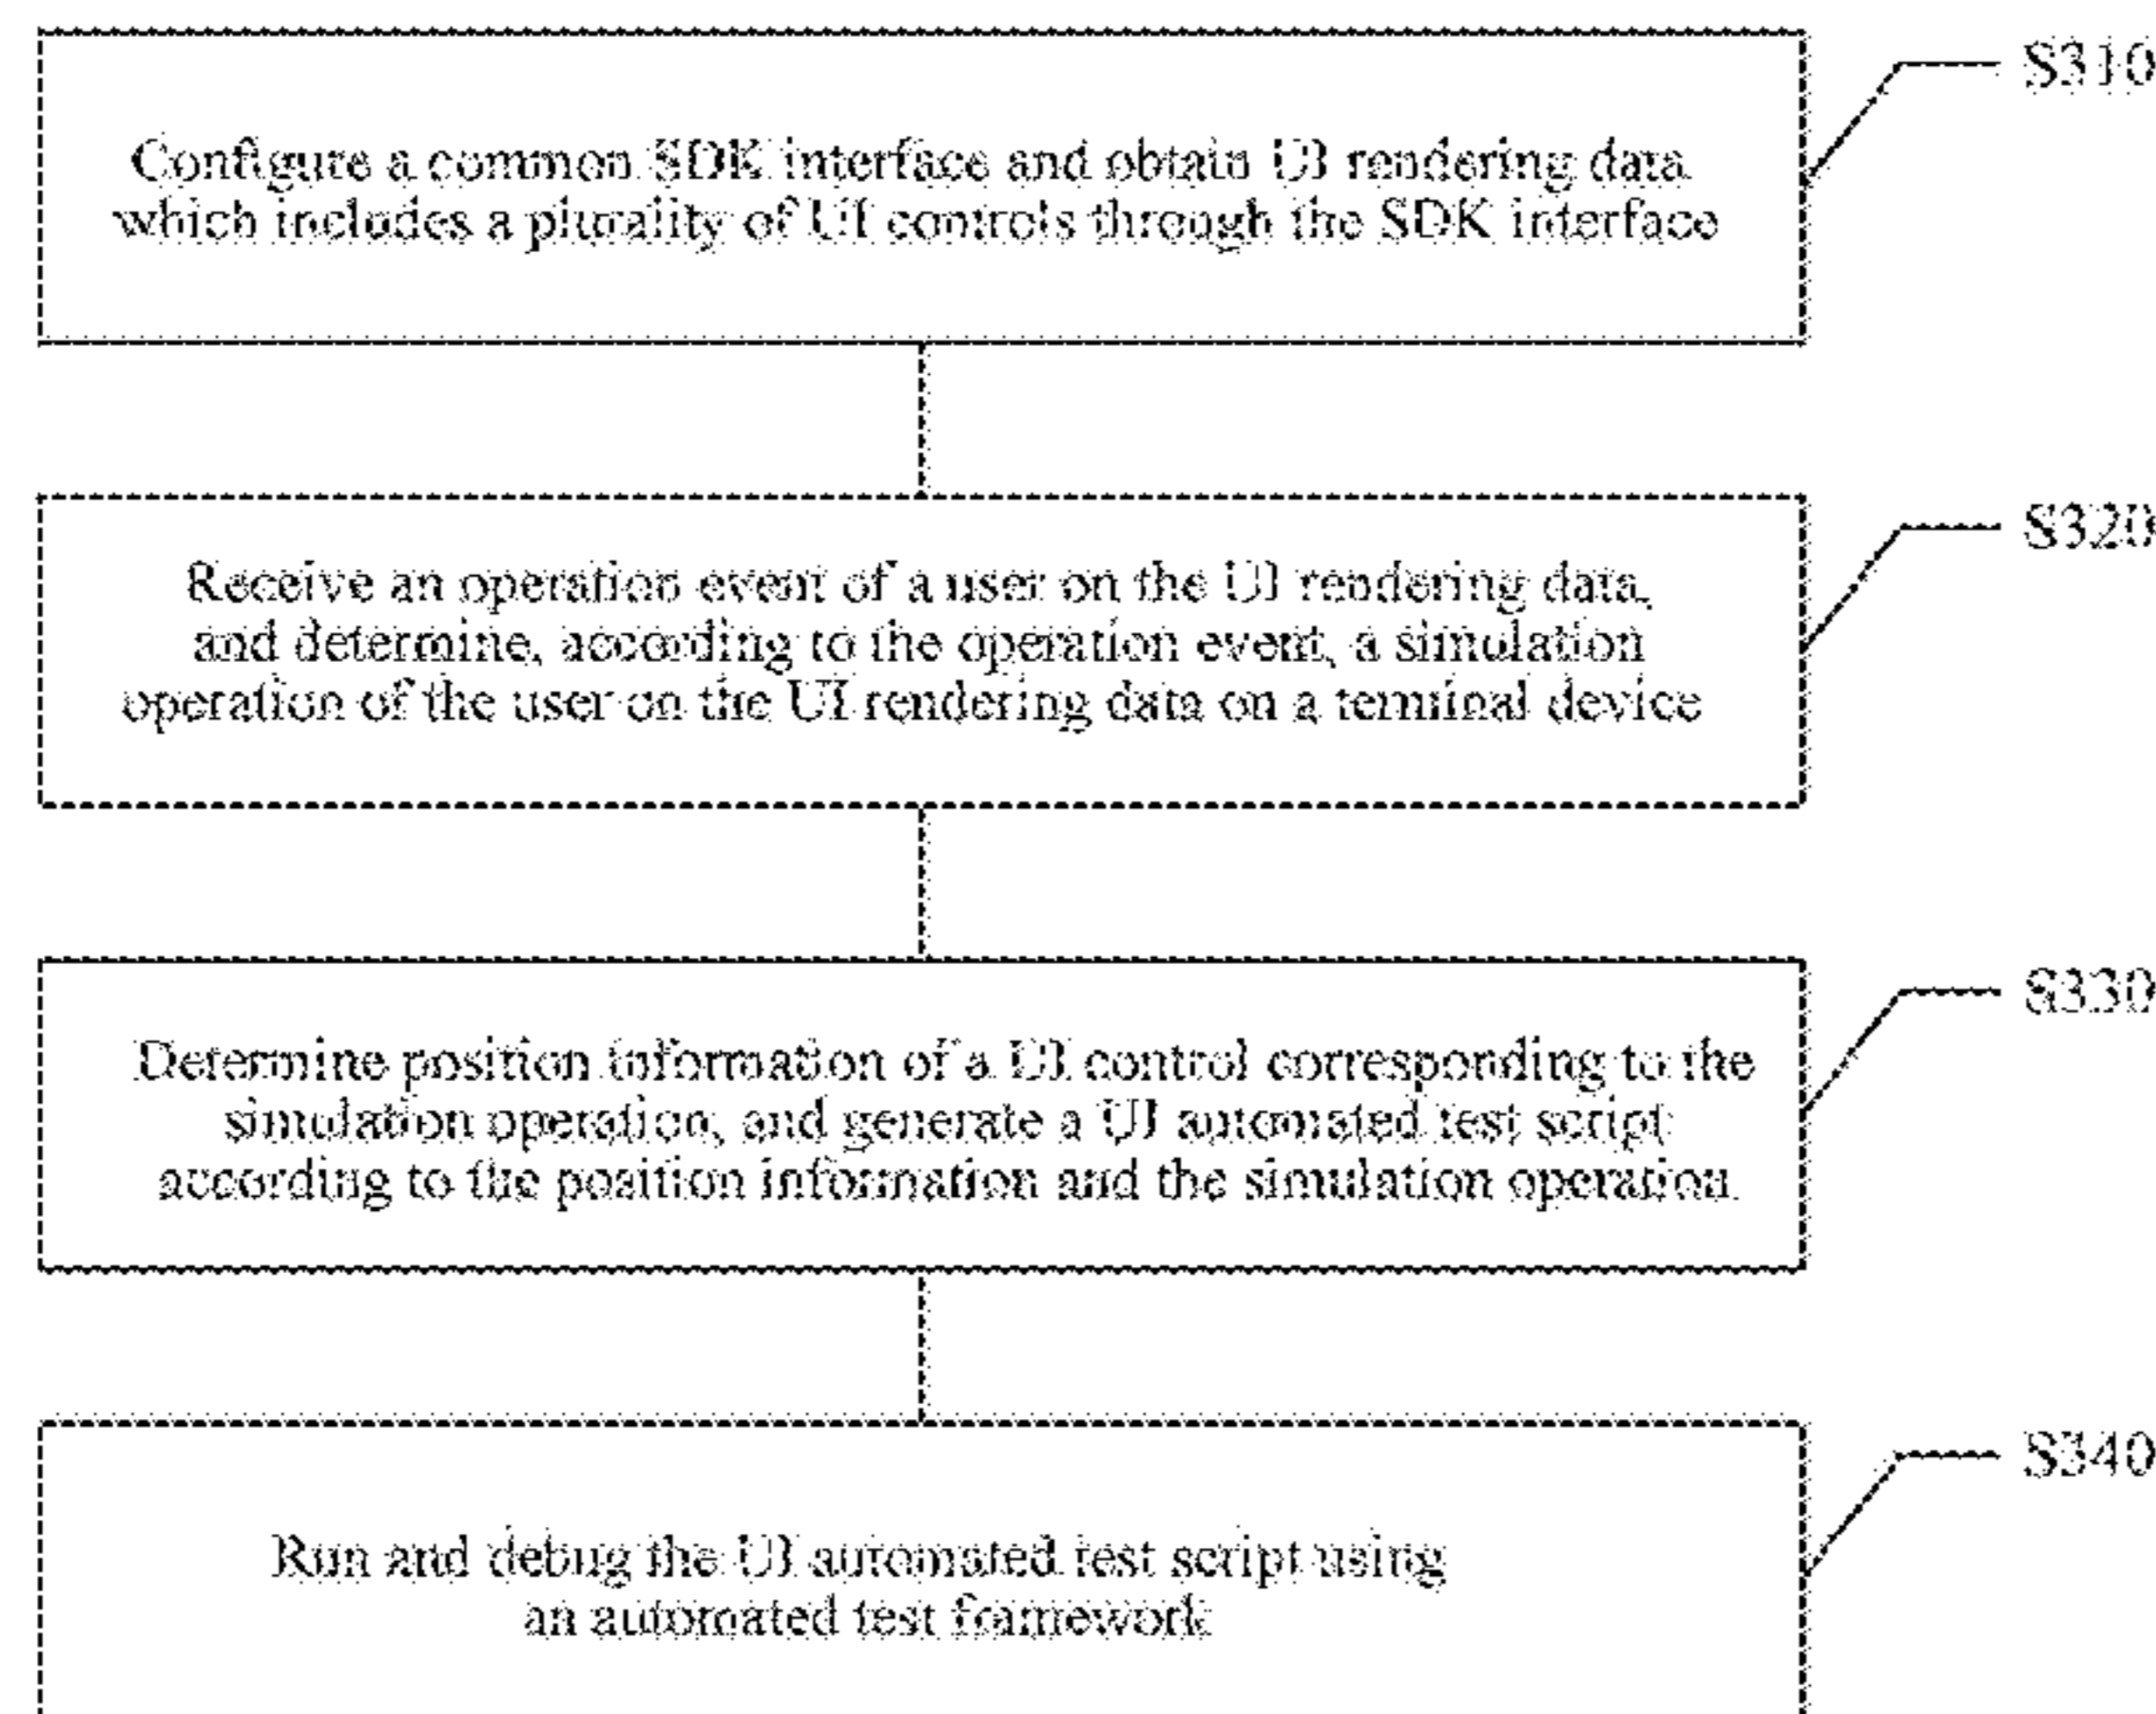 S310
Configure a common SDK interface and obtain UI rendering data
which includes a plurality of UI controls through the SDK interface
S320
Receive an operation event of a user on the UI rendering data,
and determine, according to the operation event, a simulation
operation of the user on the UI rendering data on a terminal device
S330
Determine position information of a UI control corresponding to the
simulation operation, and generate a UI automated test script
according to the position information and the simulation operation
S340
Run and debug the UI automated test script using
an automated test framework